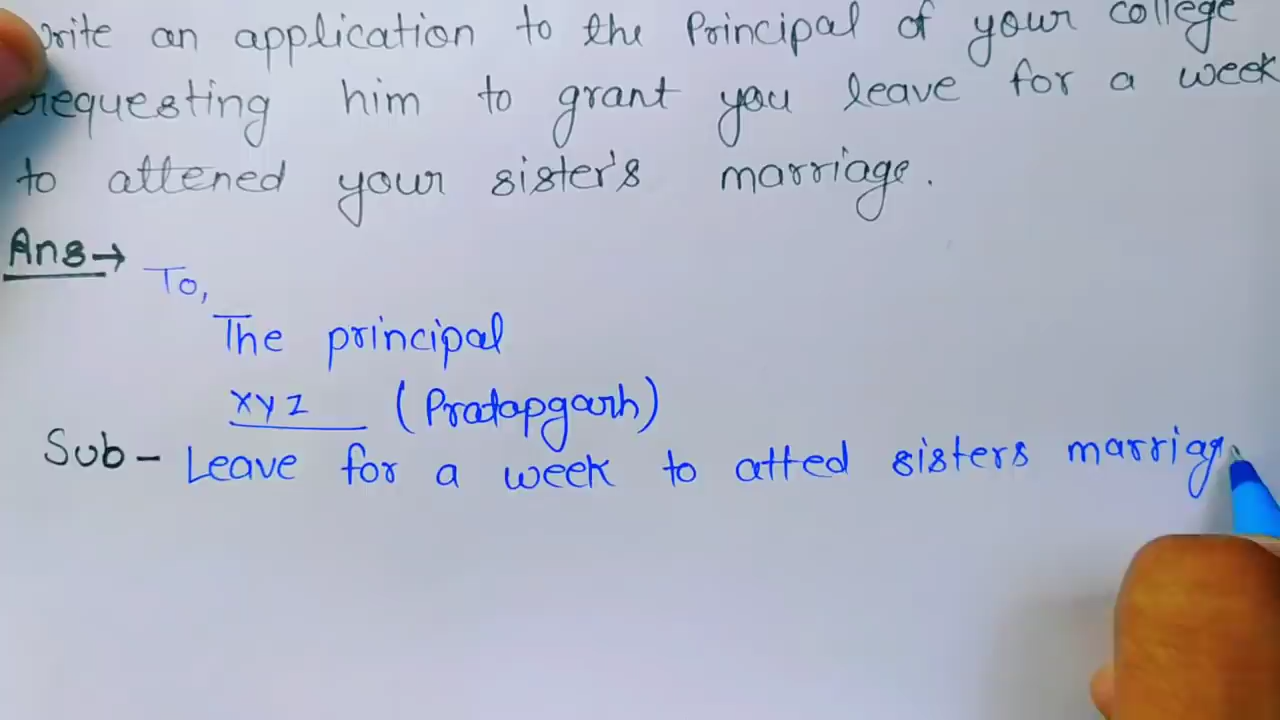 write an application to the Principal of your college
requesting him to grant you leave for a week
to attened your sister's marriage.
Ans→
To,
The principal
xyz (Pratapgarh)
Sub- Leave for a week to atted sisters marriag